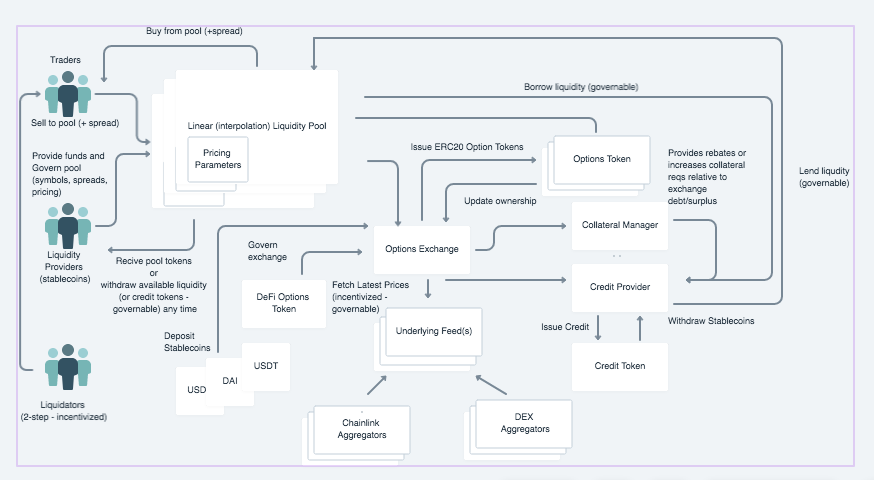 Buy from pool (+spread)
Traders
Sell to pool (+ spread)
Linear (interpolation) Liquidity Pool
Pricing
Parameters
Borrow liquidity (governable)
Issue ERC20 Option Tokens
Options Token
Provides rebates or
increases collateral
reqs relative to
exchange
debt/surplus
Lend liqudity
(governable)
Provide funds and
Govern pool
(symbols, spreads,
pricing)
Update ownership
Liquidity
Providers
(stablecoins)
Recive pool tokens
or
withdraw available liquidity
(or credit tokens -
governable) any time
Govern
exchange
Options Exchange
Collateral Manager
DeFi Options
Token
Fetch Latest Prices
(incentivized -
governable)
Credit Provider
Underlying Feed(s)
Issue Credit
Withdraw Stablecoins
Deposit
Stablecoins
USD
DAI
USDT
Credit Token
Liquidators
(2-step - incentivized)
Chainlink
Aggregators
DEX
Aggregators